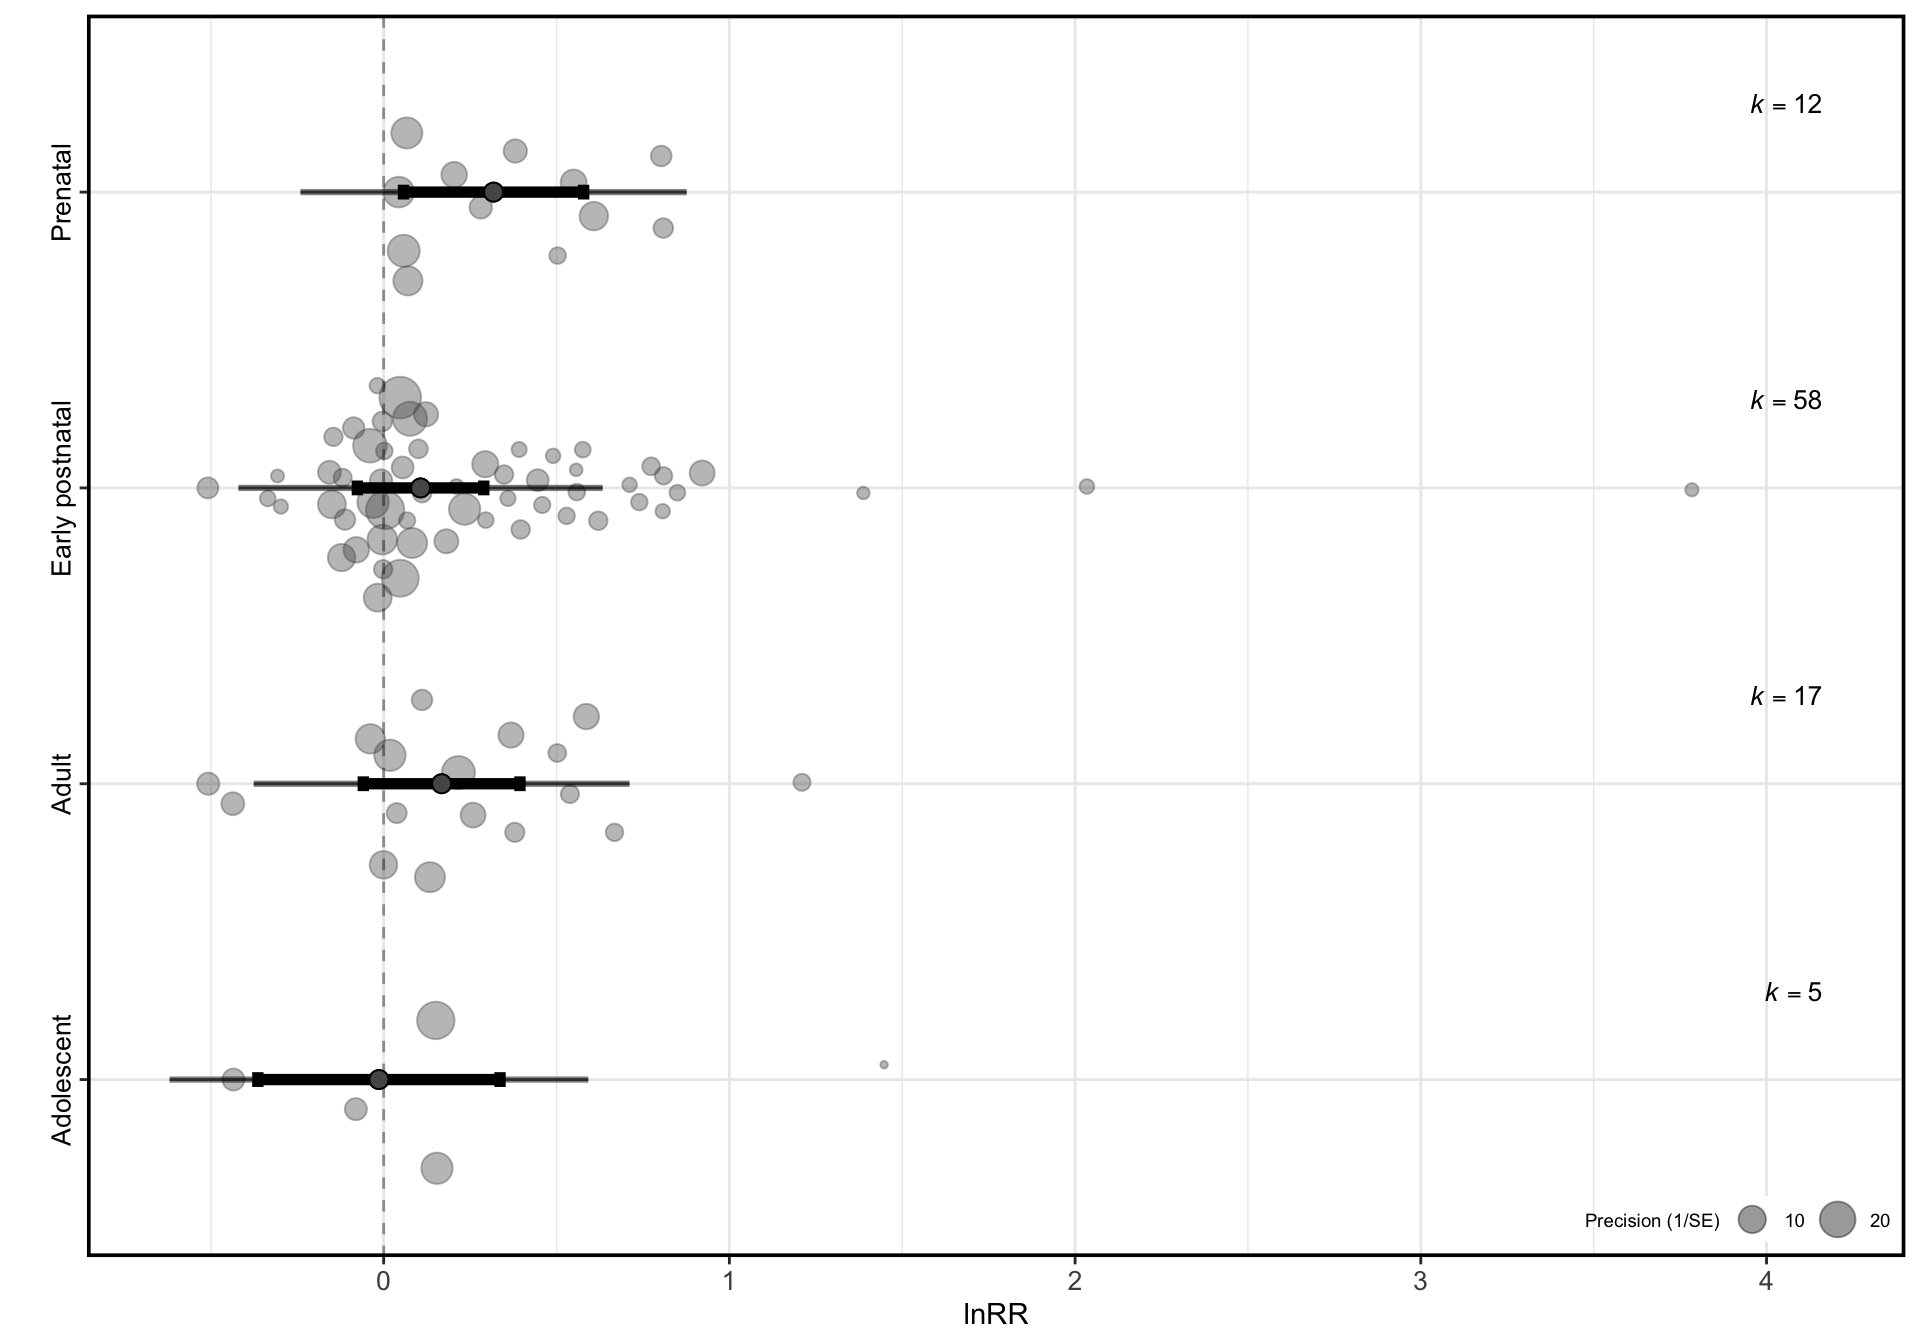 Prenatal
k = 12
Early postnatal
k = 58
Adult
k = 17
Adolescent
k = 5
Precision (1/SE) 10 20
0 1 2 3 4
lnRR